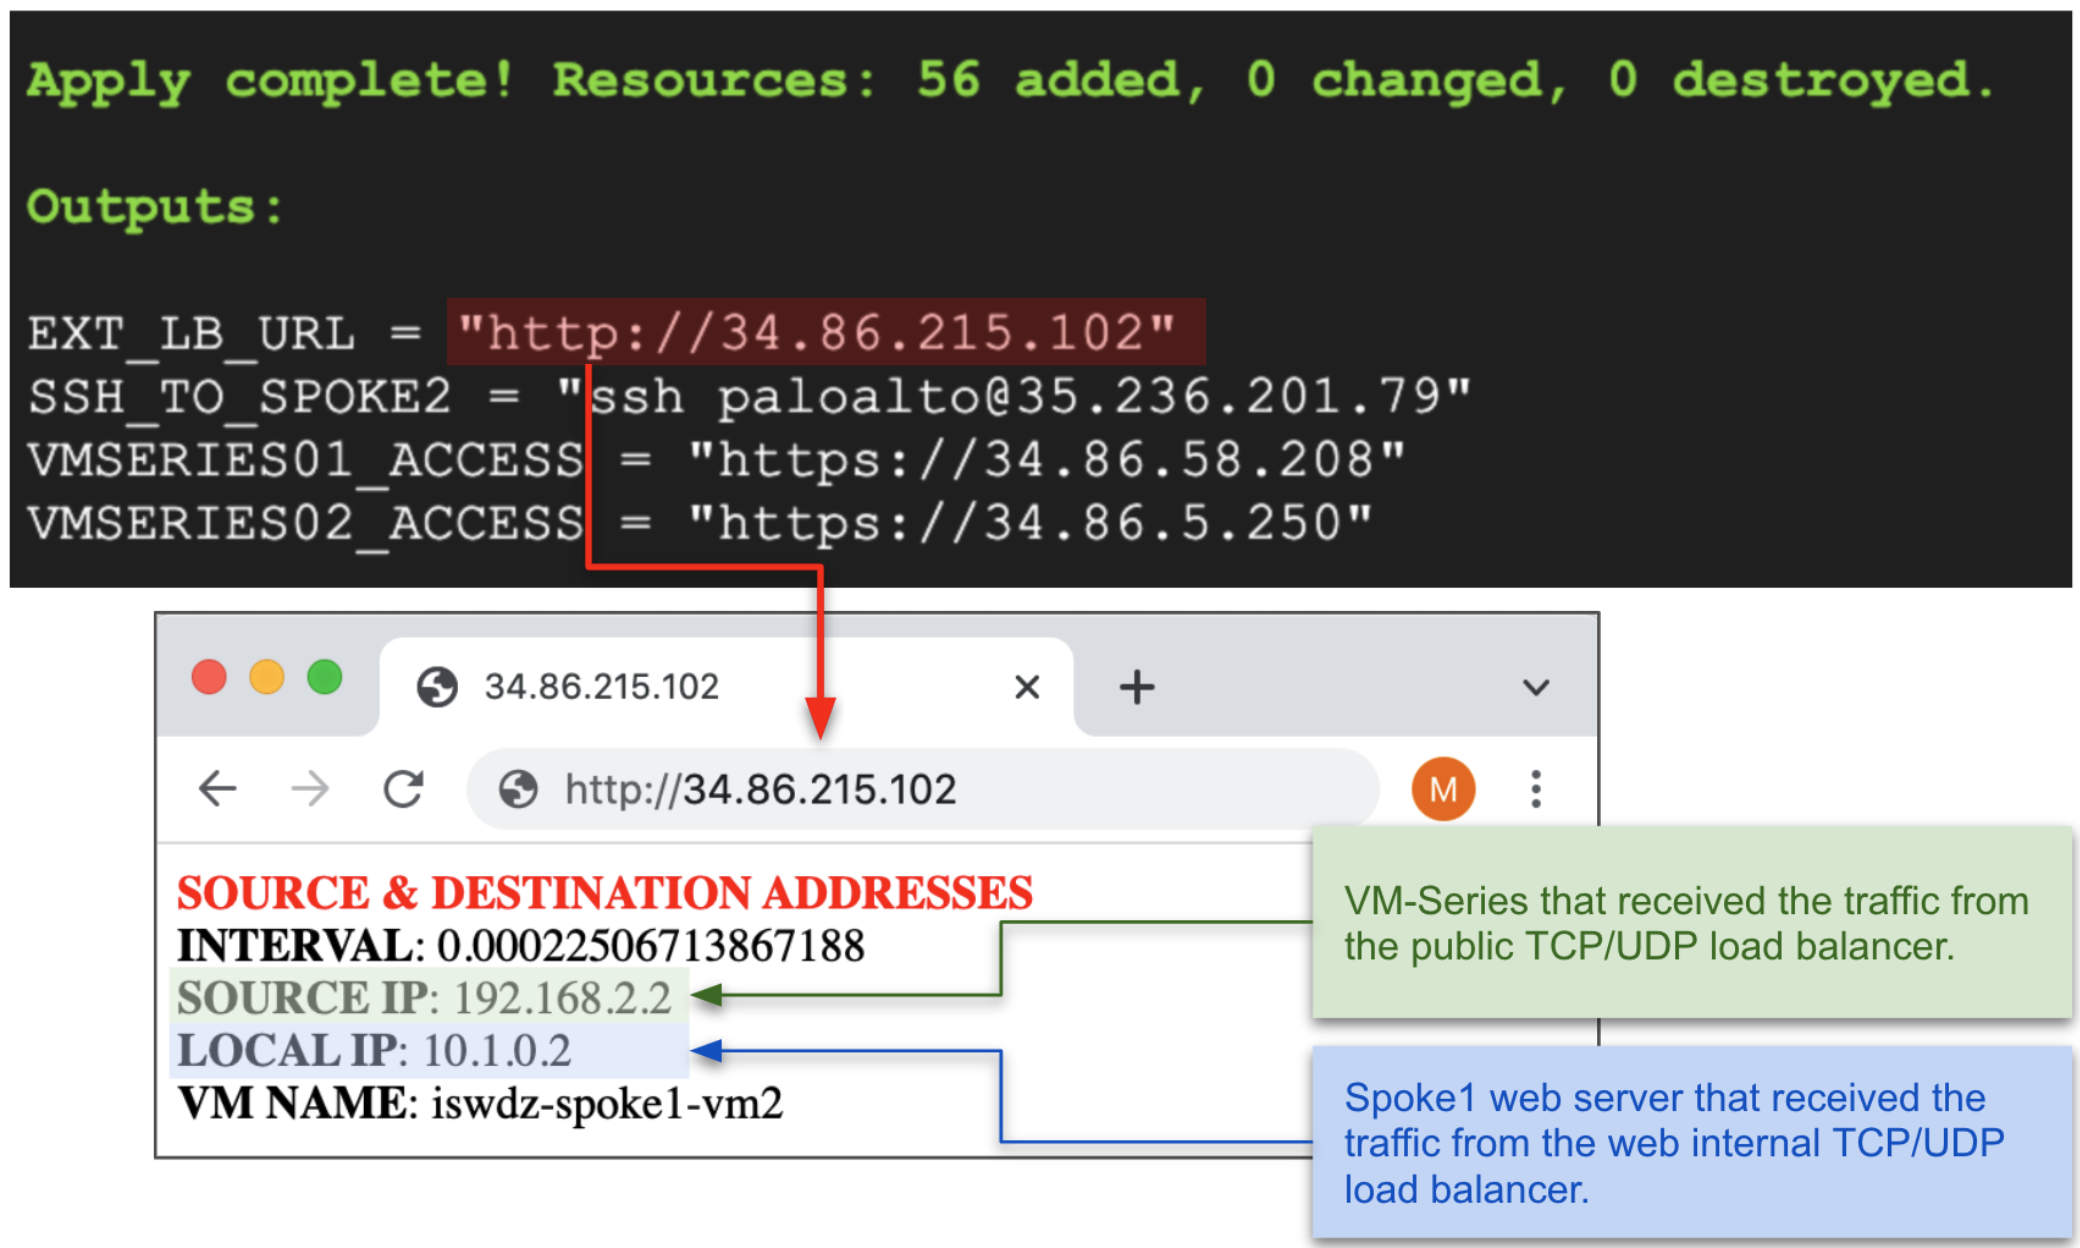 Apply complete! Resources: 56 added, 0 changed, 0 destroyed.
Outputs:
EXT_LB_URL = "http://34.86.215.102"
SSH_TO_SPOKE2 = "ssh paloalto@35.236.201.79"
VMSERIES01_ACCESS = "https://34.86.58.208"
VMSERIES02_ACCESS = "https://34.86.5.250"
34.86.215.102
http://34.86.215.102
M
SOURCE & DESTINATION ADDRESSES
INTERVAL: 0.00022506713867188
SOURCE IP: 192.168.2.2
LOCAL IP: 10.1.0.2
VM NAME: iswdz-spoke1-vm2
VM-Series that received the traffic from
the public TCP/UDP load balancer.
Spoke1 web server that received the
traffic from the web internal TCP/UDP
load balancer.